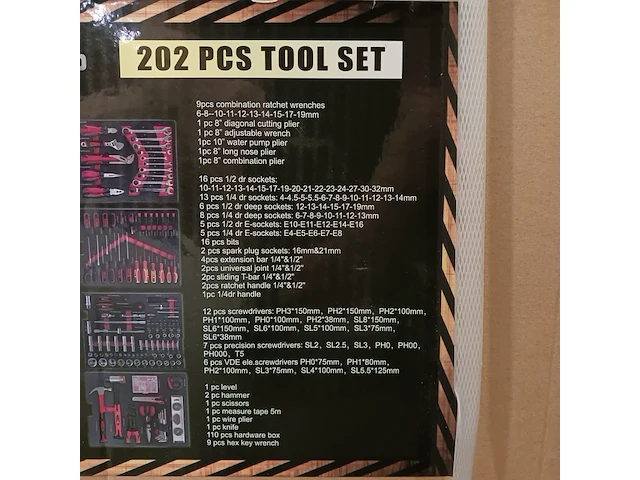 202 PCS TOOL SET
9pcs combination ratchet wrenches
6-8--10-11-12-13-14-15-17-19mm
1 pc 8" diagonal cutting plier
1 pc 8" adjustable wrench
1pc 10" water pump plier
1pc 8" long nose plier
1pc 8" combination plier
16 pcs 1/2 dr sockets:
10-11-12-13-14-15-17-19-20-21-22-23-24-27-30-32mm
13 pcs 1/4 dr sockets: 4-4.5-5-5.5-6-7-8-9-10-11-12-13-14mm
6 pcs 1/2 dr deep sockets: 12-13-14-15-17-19mm
8 pcs 1/4 dr deep sockets: 6-7-8-9-10-11-12-13mm
5 pcs 1/2 dr E-sockets: E10-E11-E12-E14-E16
5 pcs 1/4 dr E-sockets: E4-E5-E6-E7-E8
16 pcs bits
2 pcs spark plug sockets: 16mm&21mm
4pcs extension bar 1/4"&1/2"
2pcs universal joint 1/4"&1/2"
2pc sliding T-bar 1/4"&1/2"
2pcs ratchet handle 1/4"&1/2"
1pc 1/4dr handle
12 pcs screwdrivers: PH3*150mm, PH2*150mm, PH2*100mm,
PH1*100mm, PH0*100mm, PH2*38mm, SL8*150mm,
SL6*150mm, SL6*100mm, SL5*100mm, SL3*75mm,
SL6*38mm
7 pcs precision screwdrivers: SL2, SL2.5, SL3, PH0, PH00,
PH000, T5
6 pcs VDE ele.screwdrivers PH0*75mm, PH1*80mm,
PH2*100mm, SL3*75mm, SL4*100mm, SL5.5*125mm
1 pc level
2 pc hammer
1 pc scissors
1 pc measure tape 5m
1 pc wire plier
1 pc knife
110 pcs hardware box
9 pcs hex key wrench